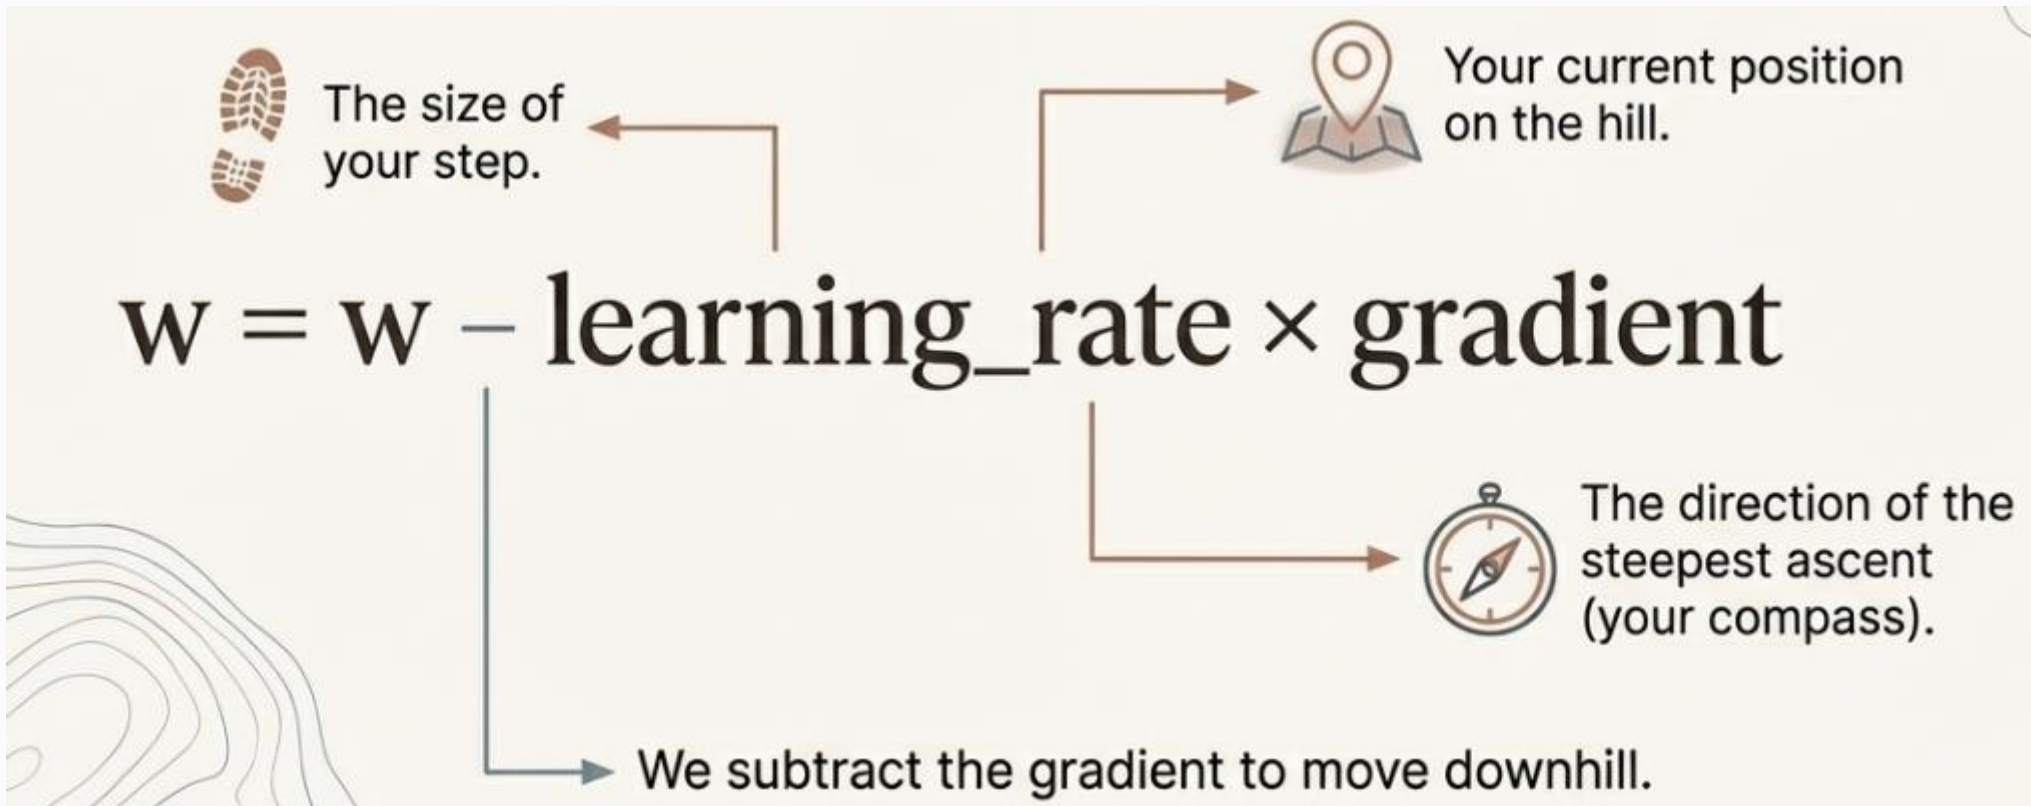 The size of
your step.
Your current position
on the hill.
w = w – learning_rate × gradient
The direction of the
steepest ascent
(your compass).
We subtract the gradient to move downhill.